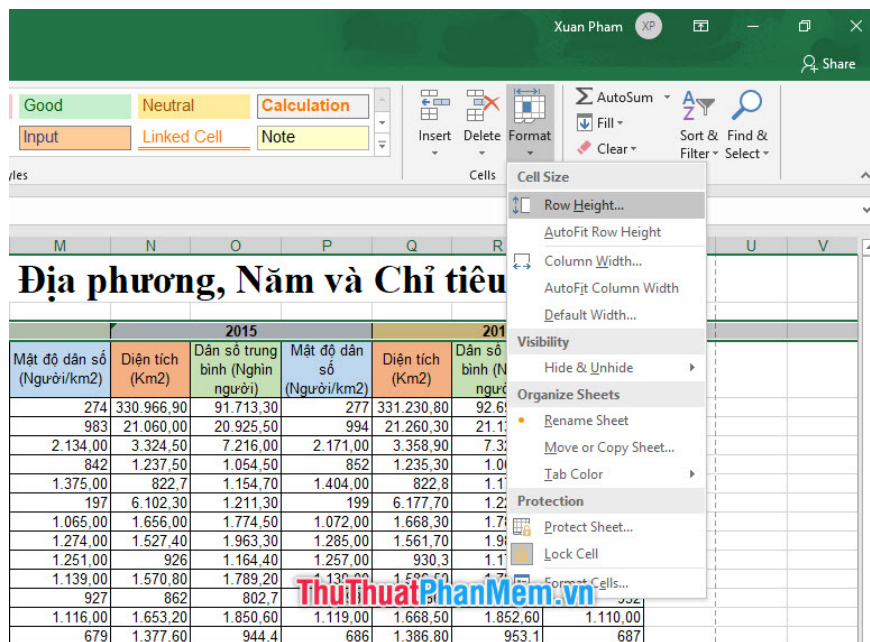 Xuan Pham XP
Share
Good Neutral Calculation
Input Linked Cell Note
Insert Delete Format
AutoSum
Fill
Clear
Sort & Filter
Find & Select
Cells
Cell Size
Row Height...
AutoFit Row Height
Column Width...
AutoFit Column Width
Default Width...
Visibility
Hide & Unhide
Organize Sheets
Rename Sheet
Move or Copy Sheet...
Tab Color
Protection
Protect Sheet...
Lock Cell
Format Cells...
M N O P Q R U V
Địa phương, Năm và Chỉ tiêu
2015
Mật độ dân số (Người/km2)
Diện tích (Km2)
Dân số trung bình (Nghìn người)
Mật độ dân số (Người/km2)
Diện tích (Km2)
Dân số
274 330.966,90 91.713,30 277 331.230,80
983 21.060,00 20.925,50 994 21.260,30
2.134,00 3.324,50 7.216,00 2.171,00 3.358,90
842 1.237,50 1.054,50 852 1.235,30
1.375,00 822,7 1.154,70 1.404,00 822,8
197 6.102,30 1.211,30 199 6.177,70
1.065,00 1.656,00 1.774,50 1.072,00 1.668,30
1.274,00 1.527,40 1.963,30 1.285,00 1.561,70
1.251,00 926 1.164,40 1.257,00 930,3
1.139,00 1.570,80 1.789,20
927 862 802,7
ThuThuatPhanMem.vn
1.116,00 1.653,20 1.850,60 1.119,00 1.668,50 1.852,60 1.110,00
679 1.377,60 944,4 686 1.386,80 953,1 687